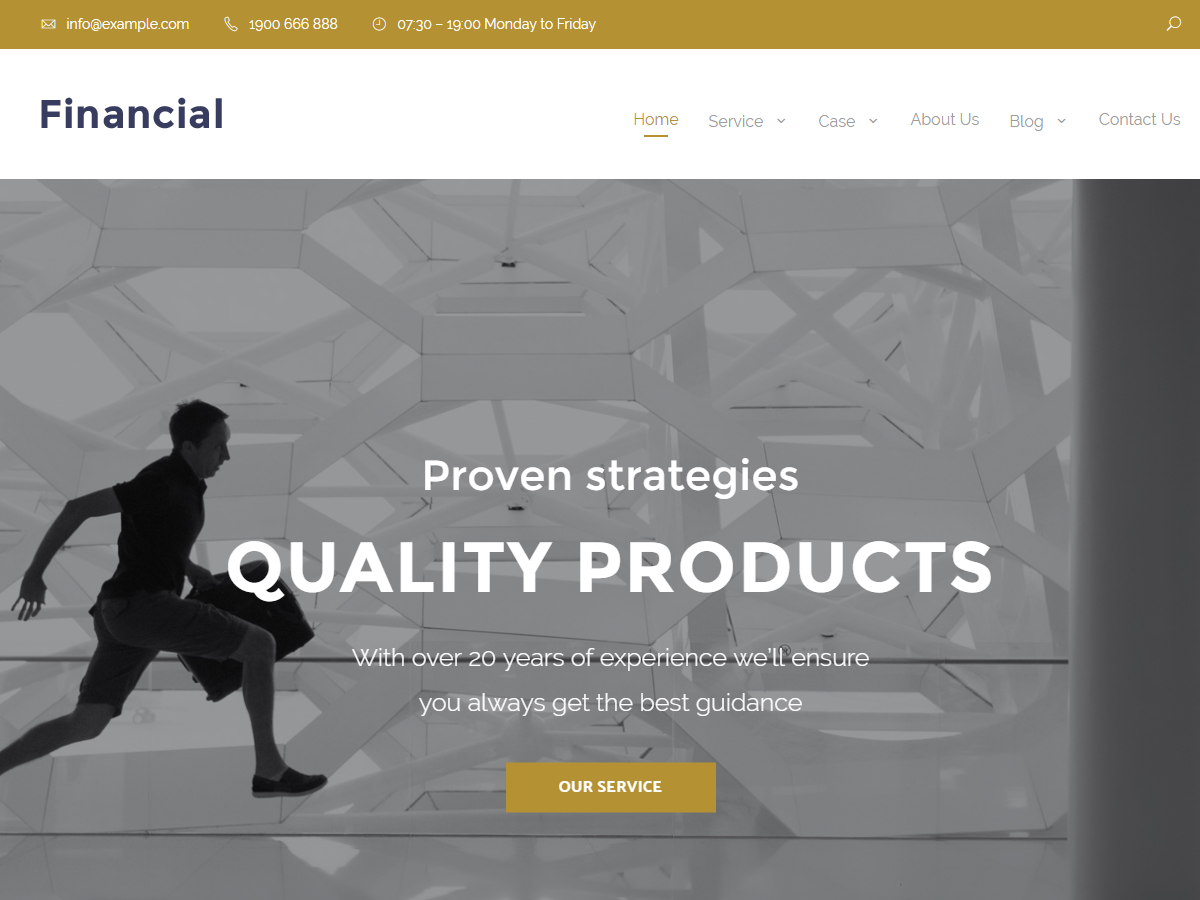 info@example.com 1900 666 888 07:30 – 19:00 Monday to Friday
Financial
Home Service Case About Us Blog Contact Us
Proven strategies
QUALITY PRODUCTS
With over 20 years of experience we'll ensure
you always get the best guidance
OUR SERVICE